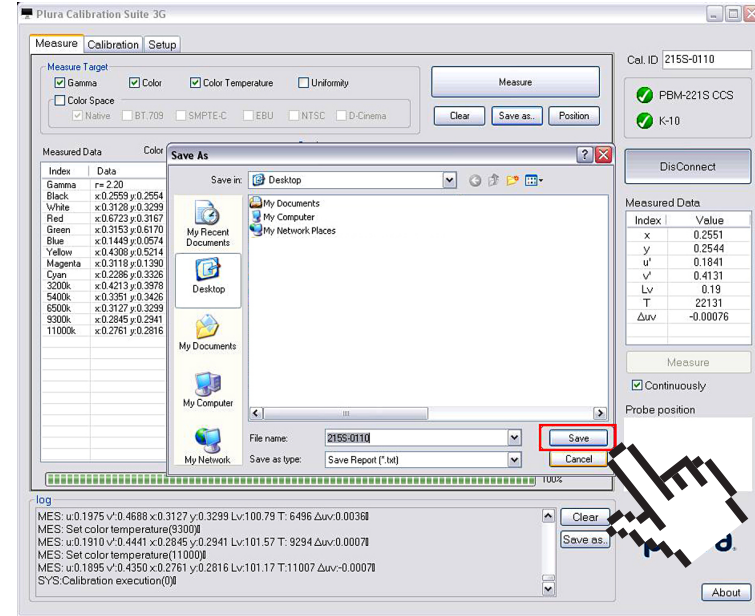 Plura Calibration Suite 3G
Measure Calibration Setup
Measure Target
Gamma Color Color Temperature Uniformity
Color Space
Native BT.709 SMPTE-C EBU NTSC D-Cinema
Measure
Clear Save as.. Position
Cal. ID 215S-0110
PBM-221S CCS
K-10
DisConnect
Measured Data Color
Index Data
Gamma r= 2.20
Black x:0.2559 y:0.2554
White x:0.3128 y:0.3299
Red x:0.6723 y:0.3167
Green x:0.3153 y:0.6170
Blue x:0.1449 y:0.0574
Yellow x:0.4308 y:0.5214
Magenta x:0.3118 y:0.1390
Cyan x:0.2286 y:0.3326
3200k x:0.4213 y:0.3978
5400k x:0.3351 y:0.3426
6500k x:0.3127 y:0.3299
9300k x:0.2845 y:0.2941
11000k x:0.2761 y:0.2816
Save As
Save in: Desktop
My Recent
Documents
Desktop
My Documents
My Computer
My Network
My Documents
My Computer
My Network Places
File name: 215S-0110
Save as type: Save Report (*.txt)
Save
Cancel
100%
Measured Data
Index Value
x 0.2551
y 0.2544
u' 0.1841
v' 0.4131
Lv 0.19
T 22131
Δuv -0.00076
Measure
Continuously
Probe position
log
MES: u:0.1975 v':0.4688 x:0.3127 y:0.3299 Lv:100.79 T: 6496 Δuv:0.0036
MES: Set color temperature(9300)
MES: u:0.1910 v':0.4441 x:0.2845 y:0.2941 Lv:101.57 T: 9294 Δuv:0.0007
MES: Set color temperature(11000)
MES: u:0.1895 v':0.4350 x:0.2761 y:0.2816 Lv:101.17 T:11007 Δuv:-0.0007
SYS:Calibration execution(0)
Clear
Save as..
About